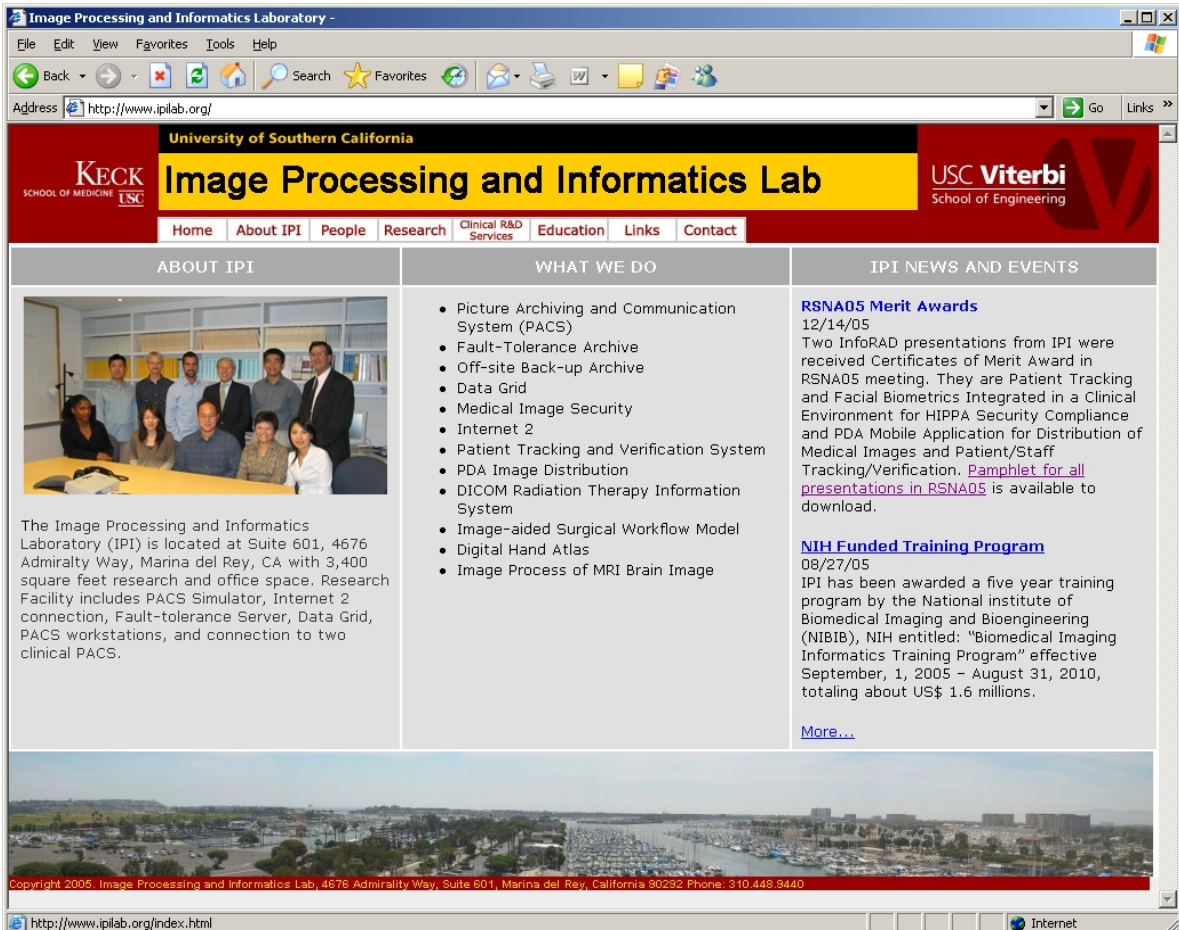 Image Processing and Informatics Laboratory -
File Edit View Favorites Tools Help
Back Search Favorites
Address http://www.ipilab.org/ Go Links »
KECK
SCHOOL OF MEDICINE USC
University of Southern California
Image Processing and Informatics Lab
USC Viterbi
School of Engineering
Home About IPI People Research Clinical R&D Services Education Links Contact
ABOUT IPI
The Image Processing and Informatics
Laboratory (IPI) is located at Suite 601, 4676
Admiralty Way, Marina del Rey, CA with 3,400
square feet research and office space. Research
Facility includes PACS Simulator, Internet 2
connection, Fault-tolerance Server, Data Grid,
PACS workstations, and connection to two
clinical PACS.
WHAT WE DO
• Picture Archiving and Communication
System (PACS)
• Fault-Tolerance Archive
• Off-site Back-up Archive
• Data Grid
• Medical Image Security
• Internet 2
• Patient Tracking and Verification System
• PDA Image Distribution
• DICOM Radiation Therapy Information
System
• Image-aided Surgical Workflow Model
• Digital Hand Atlas
• Image Process of MRI Brain Image
IPI NEWS AND EVENTS
RSNA05 Merit Awards
12/14/05
Two InfoRAD presentations from IPI were
received Certificates of Merit Award in
RSNA05 meeting. They are Patient Tracking
and Facial Biometrics Integrated in a Clinical
Environment for HIPPA Security Compliance
and PDA Mobile Application for Distribution of
Medical Images and Patient/Staff
Tracking/Verification. Pamphlet for all
presentations in RSNA05 is available to
download.
NIH Funded Training Program
08/27/05
IPI has been awarded a five year training
program by the National institute of
Biomedical Imaging and Bioengineering
(NIBIB), NIH entitled: “Biomedical Imaging
Informatics Training Program” effective
September, 1, 2005 – August 31, 2010,
totaling about US$ 1.6 millions.
More...
Copyright 2005. Image Processing and Informatics Lab, 4676 Admirality Way, Suite 601, Marina del Rey, California 90292 Phone: 310.448.9440
http://www.ipilab.org/index.html Internet